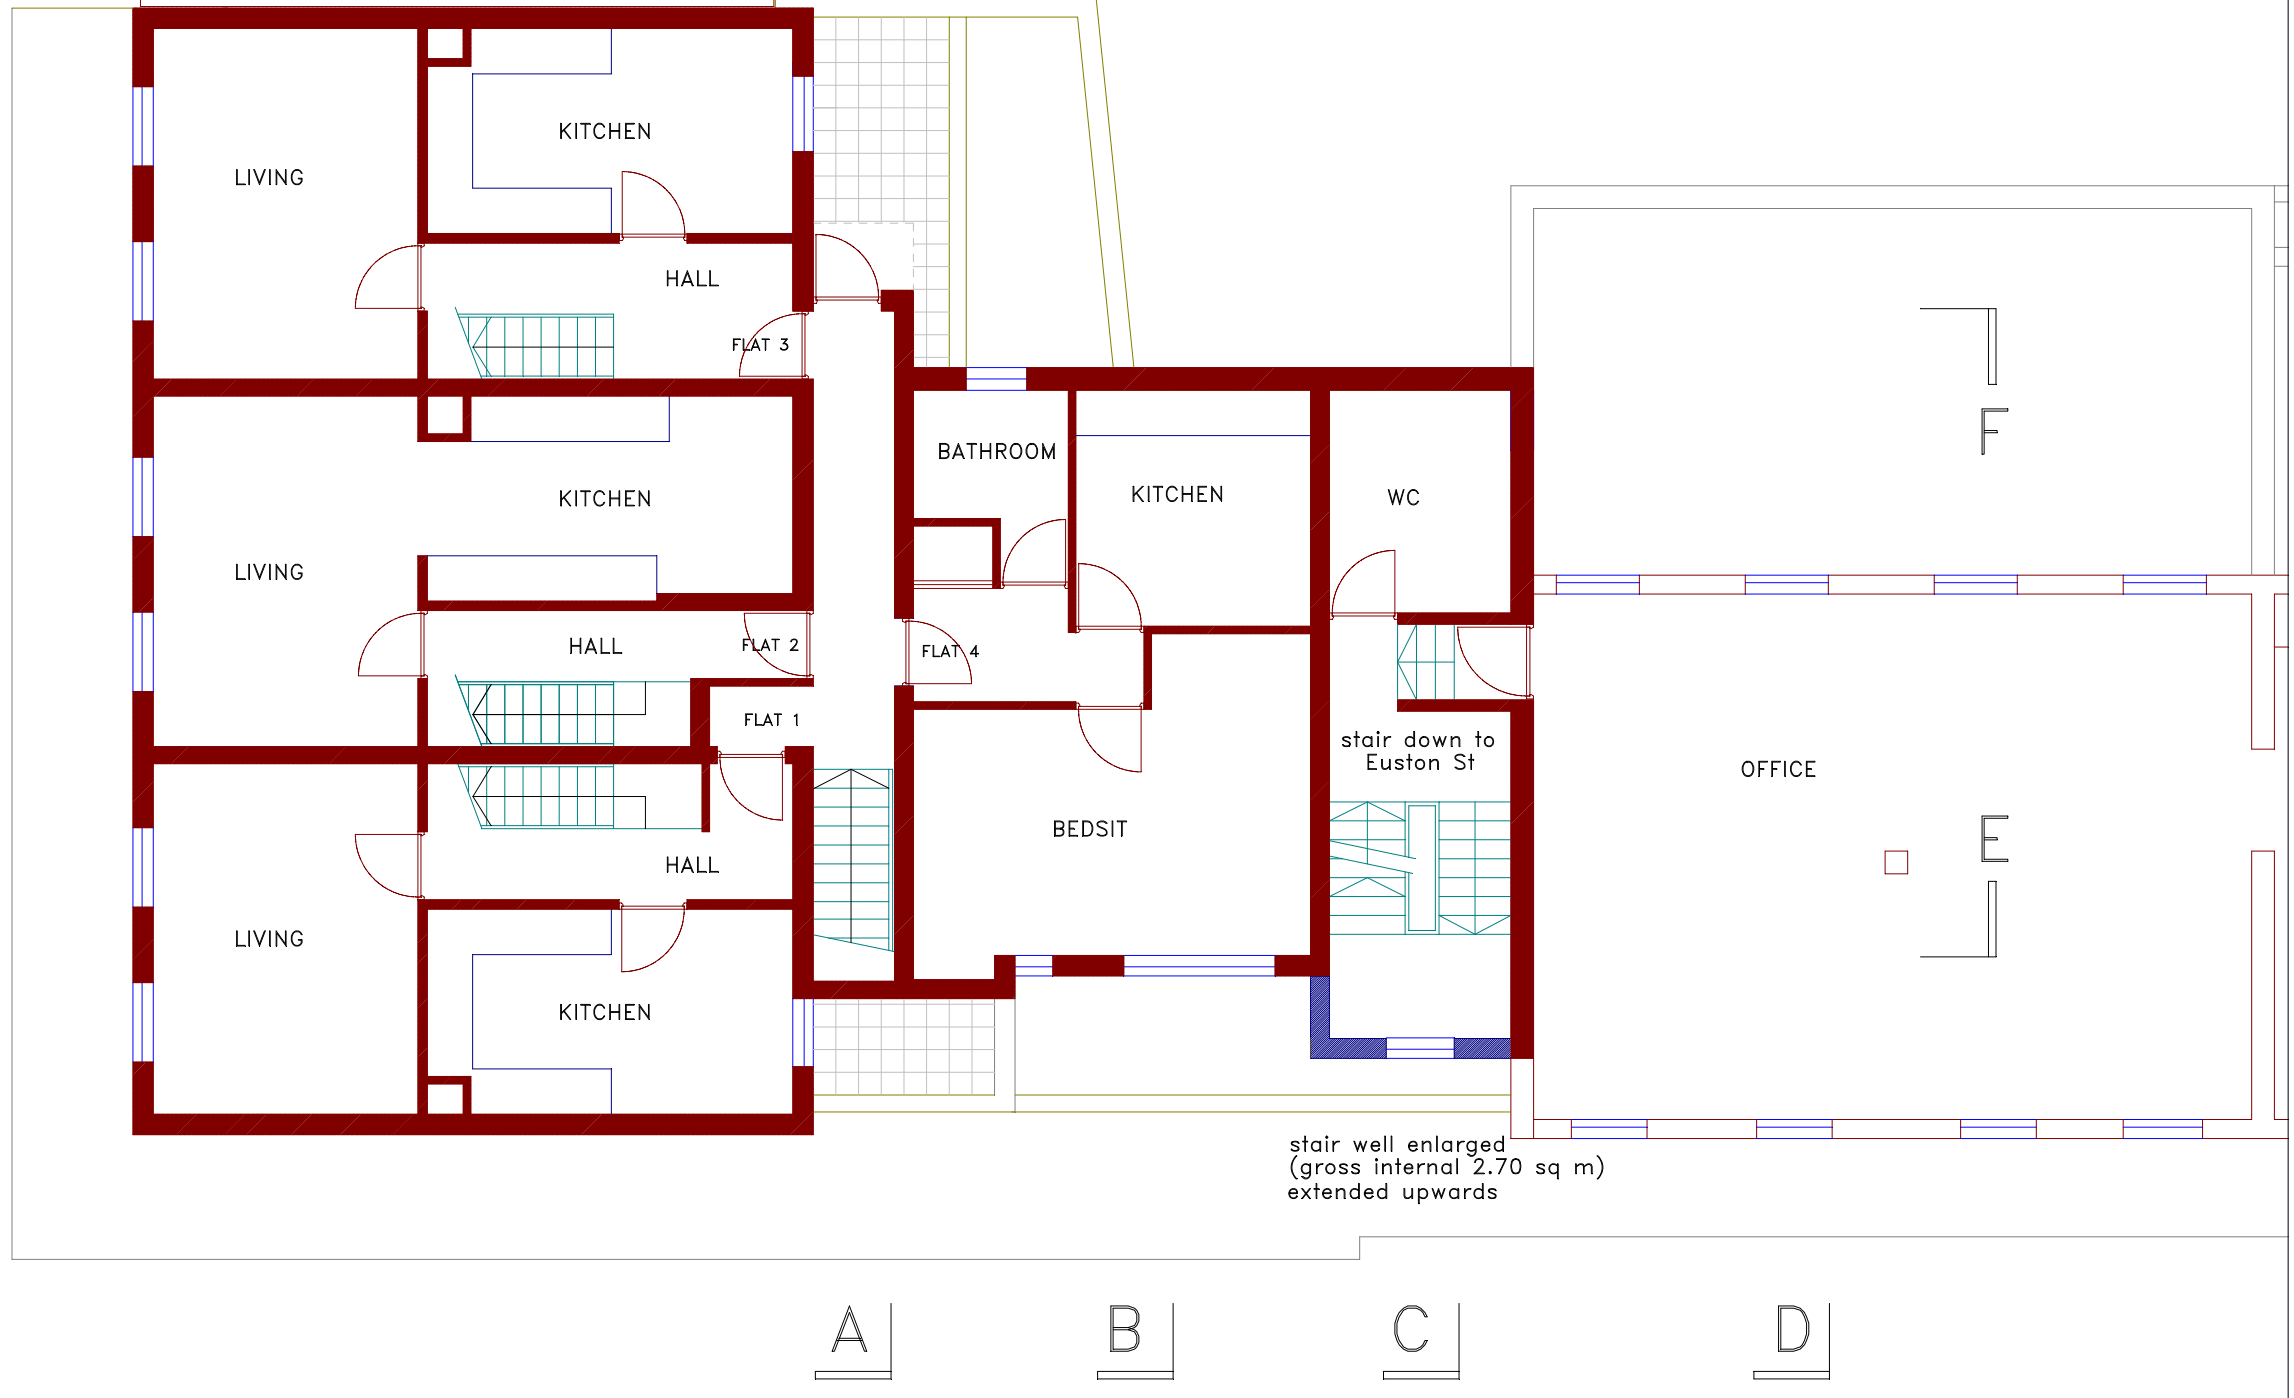 KITCHEN
LIVING
HALL
FLAT 3
F
BATHROOM
KITCHEN
WC
KITCHEN
LIVING
HALL
FLAT 2
FLAT 4
FLAT 1
stair down to
Euston St
OFFICE
BEDSIT
E
HALL
LIVING
KITCHEN
stair well enlarged
(gross internal 2.70 sq m)
extended upwards
A
B
C
D